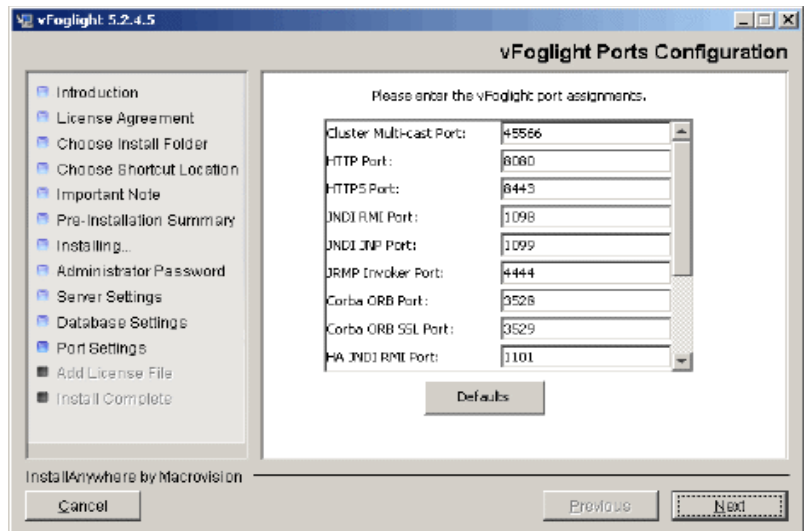 vFoglight 5.2.4.5
vFoglight Ports Configuration
Introduction
License Agreement
Choose Install Folder
Choose Shortcut Location
Important Note
Pre-Installation Summary
Installing...
Administrator Password
Server Settings
Database Settings
Port Settings
Add License File
Install Complete
Please enter the vFoglight port assignments.
Cluster Multi-cast Port: 45566
HTTP Port: 8080
HTTPS Port: 8443
JNDI RMI Port: 1098
JNDI JNP Port: 1099
JRMP Invoker Port: 4444
Corba ORB Port: 3528
Corba ORB SSL Port: 3529
HA JNDI RMI Port: 1101
Defaults
InstallAnywhere by Macrovision
Cancel
Previous
Next